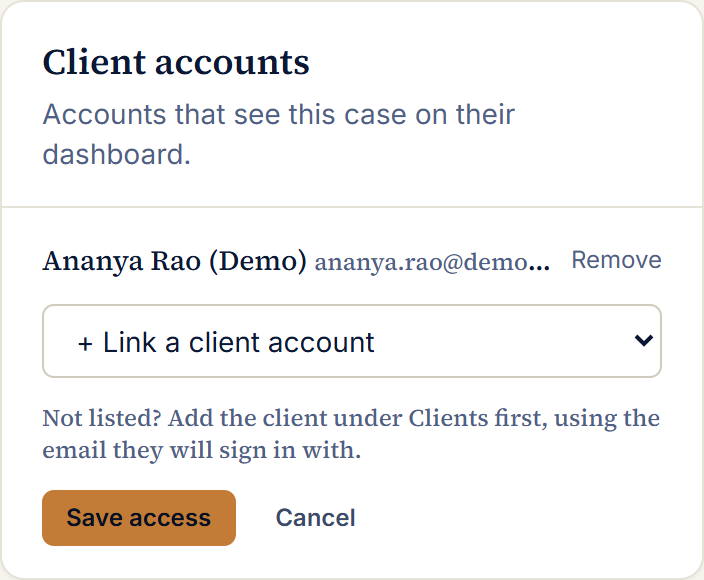 Client accounts
Accounts that see this case on their
dashboard.
Ananya Rao (Demo) ananya.rao@demo... Remove
+ Link a client account
Not listed? Add the client under Clients first, using the
email they will sign in with.
Save access Cancel